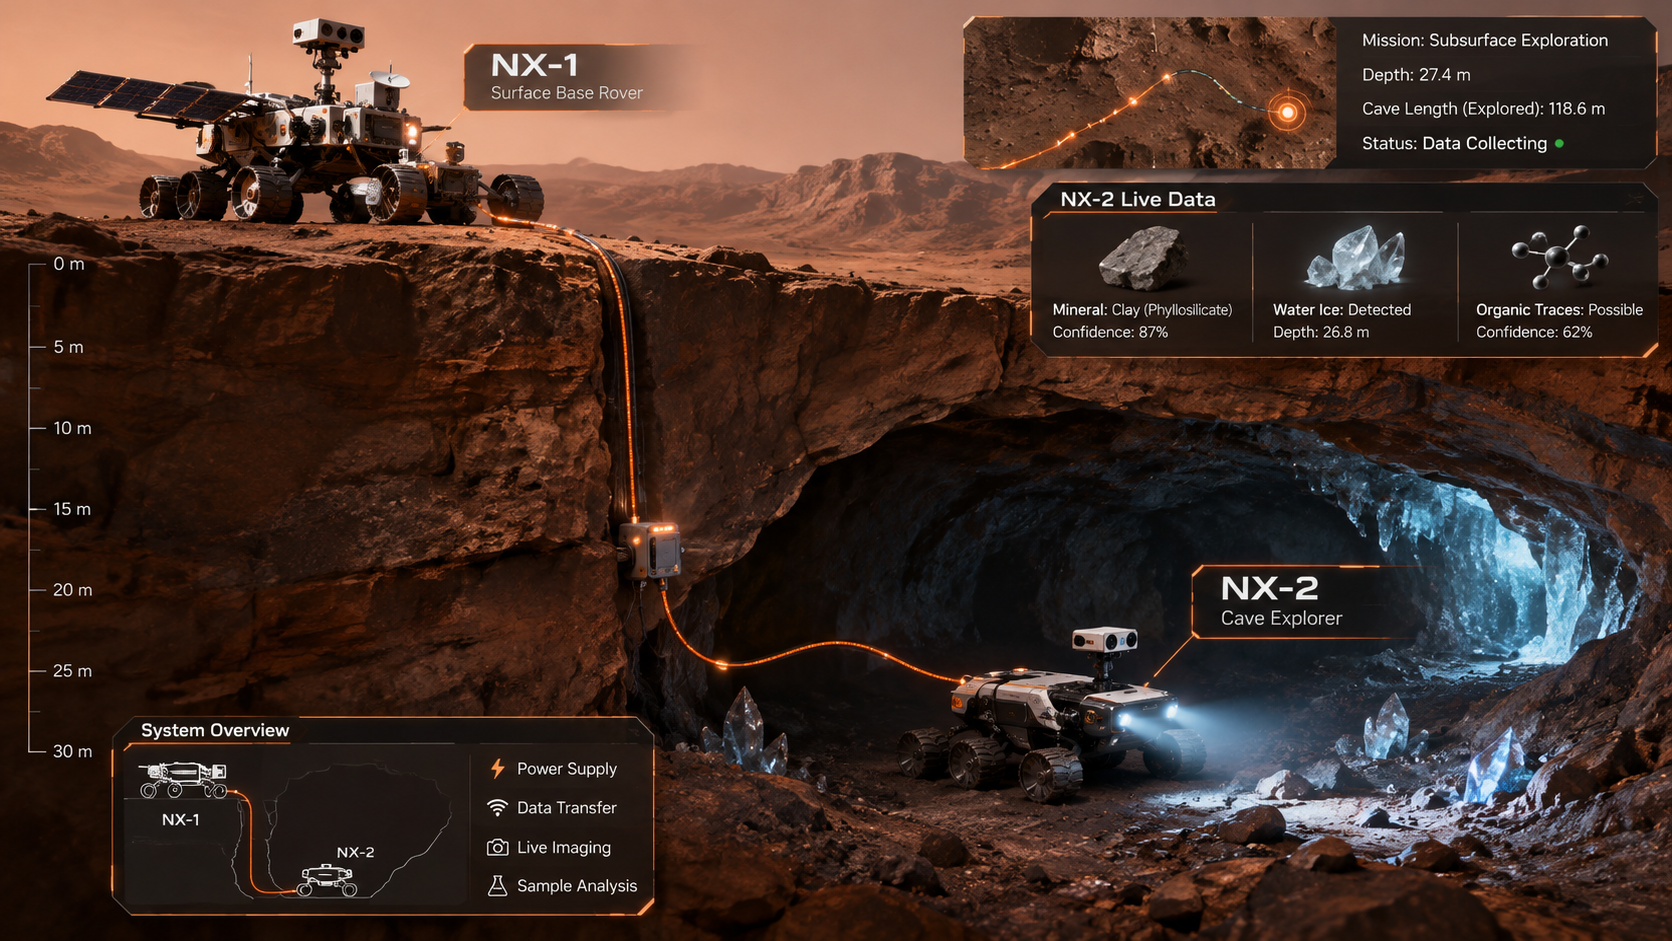 NX-1
Surface Base Rover
Mission: Subsurface Exploration
Depth: 27.4 m
Cave Length (Explored): 118.6 m
Status: Data Collecting
NX-2 Live Data
Mineral: Clay (Phyllosilicate)
Confidence: 87%
Water Ice: Detected
Depth: 26.8 m
Organic Traces: Possible
Confidence: 62%
0 m
5 m
10 m
15 m
20 m
25 m
30 m
NX-2
Cave Explorer
System Overview
NX-1
NX-2
Power Supply
Data Transfer
Live Imaging
Sample Analysis